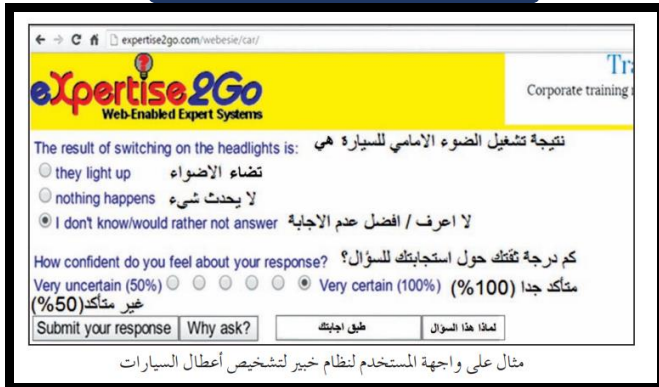 expertise2go.com/webesie/car/
eXpertise2Go
Web-Enabled Expert Systems
Corporate training
The result of switching on the headlights is: نتيجة تشغيل الضوء الامامي للسيارة هي
they light up تضاء الاضواء
nothing happens لا يحدث شيء
I don't know/would rather not answer لا اعرف / افضل عدم الاجابة
How confident do you feel about your response? كم درجة ثقتك حول استجابتك للسؤال؟
Very uncertain (50%) Very certain (100%) متأكد جدا (100%)
غير متأكد(50%)
Submit your response Why ask? طبق اجابتك لماذا هذا السؤال
مثال على واجهة المستخدم لنظام خبير لتشخيص أعطال السيارات